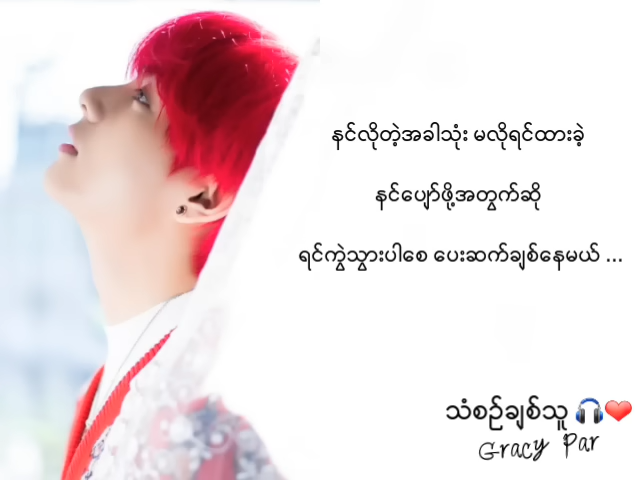 နင်လိုတဲ့အခါသုံး မလိုရင်ထားခဲ့
နင်ပျော်ဖို့အတွက်ဆို
ရင်ကွဲသွားပါစေ ပေးဆက်ချစ်နေမယ် ...
သံစဉ်ချစ်သူ 🎧❤
Gracy Par